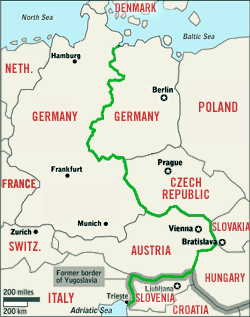 DENMARK
North Sea
Baltic Sea
Hamburg
NETH.
Berlin
POLAND
GERMANY
GERMANY
Frankfurt
Prague
CZECH
REPUBLIC
FRANCE
Munich
Vienna
SLOVAKIA
Bratislava
Zurich
SWITZ.
AUSTRIA
HUNGARY
Former border
of Yugoslavia
200 miles
200 km
ITALY
Ljubljana
Trieste
SLOVENIA
CROATIA
Adriatic Sea